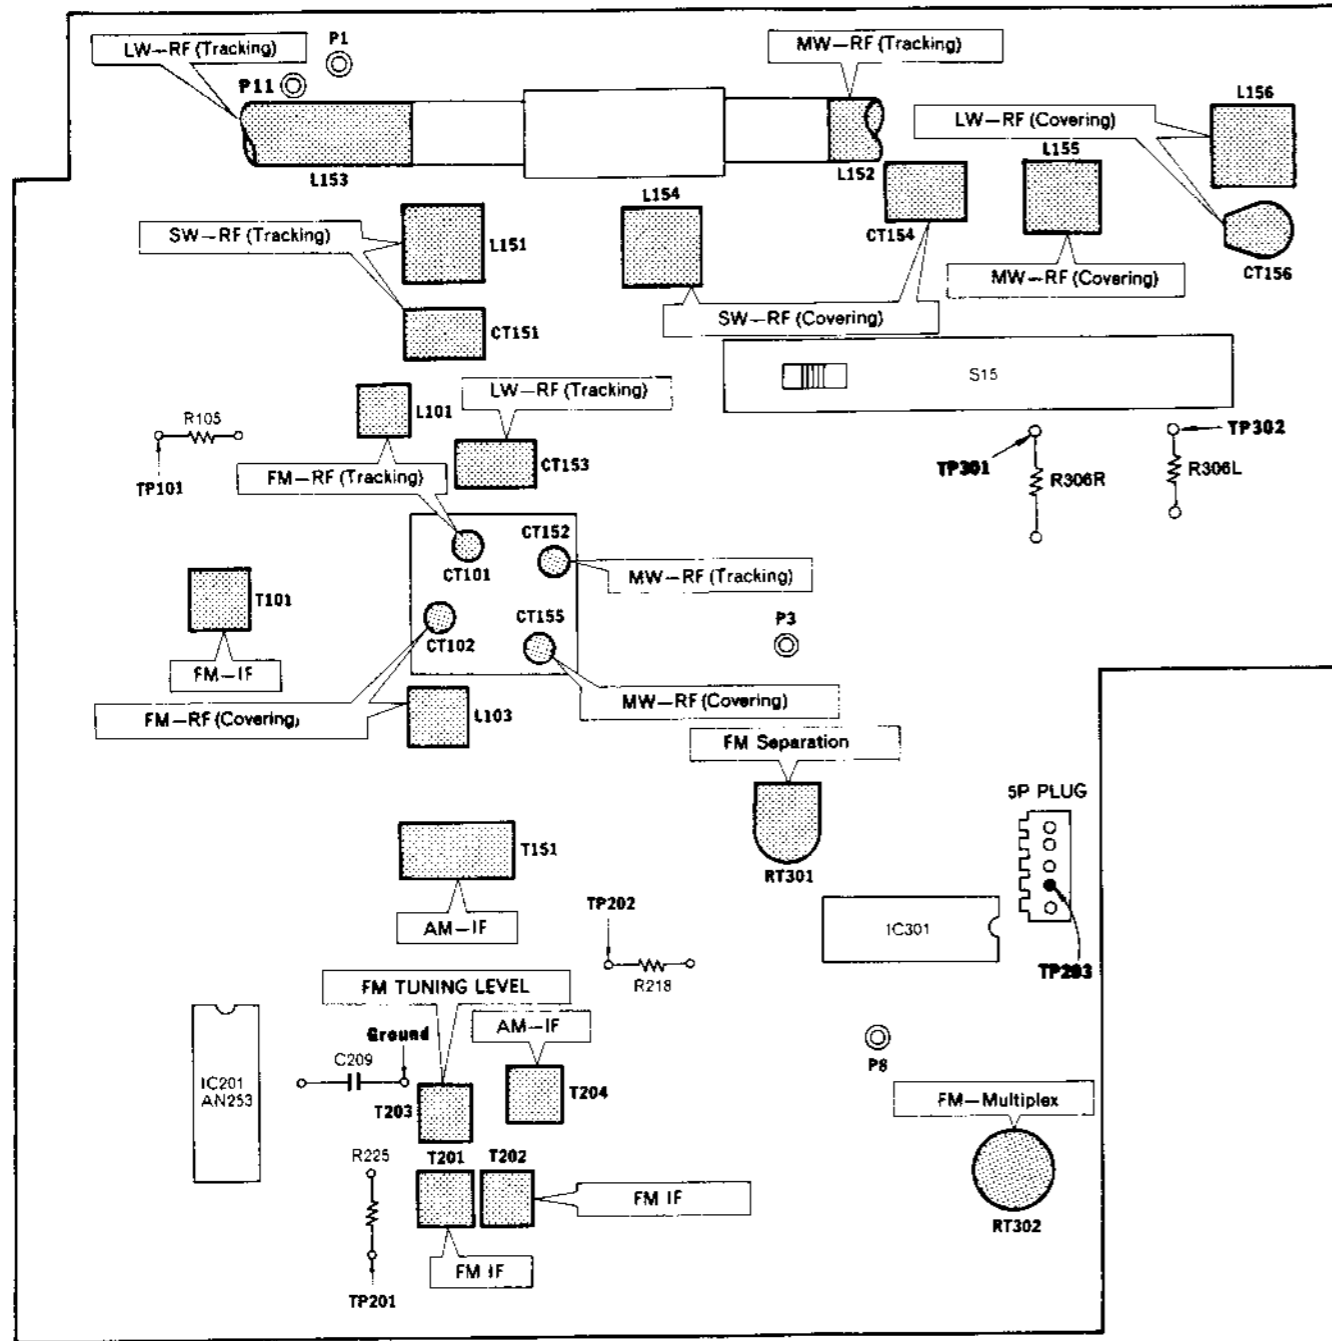 LW—RF (Tracking)
P1
MW—RF (Tracking)
P11
L156
LW—RF (Covering)
L155
L153
L152
L154
CT154
SW—RF (Tracking)
L151
CT156
MW—RF (Covering)
SW—RF (Covering)
CT151
S15
LW—RF (Tracking)
L101
R105
TP302
CT153
TP301
R306R
R306L
TP101
FM—RF (Tracking)
CT152
CT101
MW—RF (Tracking)
T101
CT155
P3
CT102
FM—IF
MW—RF (Covering)
FM—RF (Covering)
L103
FM Separation
5P PLUG
T151
RT301
TP202
AM—IF
IC301
TP203
R218
FM TUNING LEVEL
AM—IF
Ground
C209
P8
IC201
AN253
T203
T204
FM—Multiplex
R225
T201
T202
FM IF
RT302
FM IF
TP201